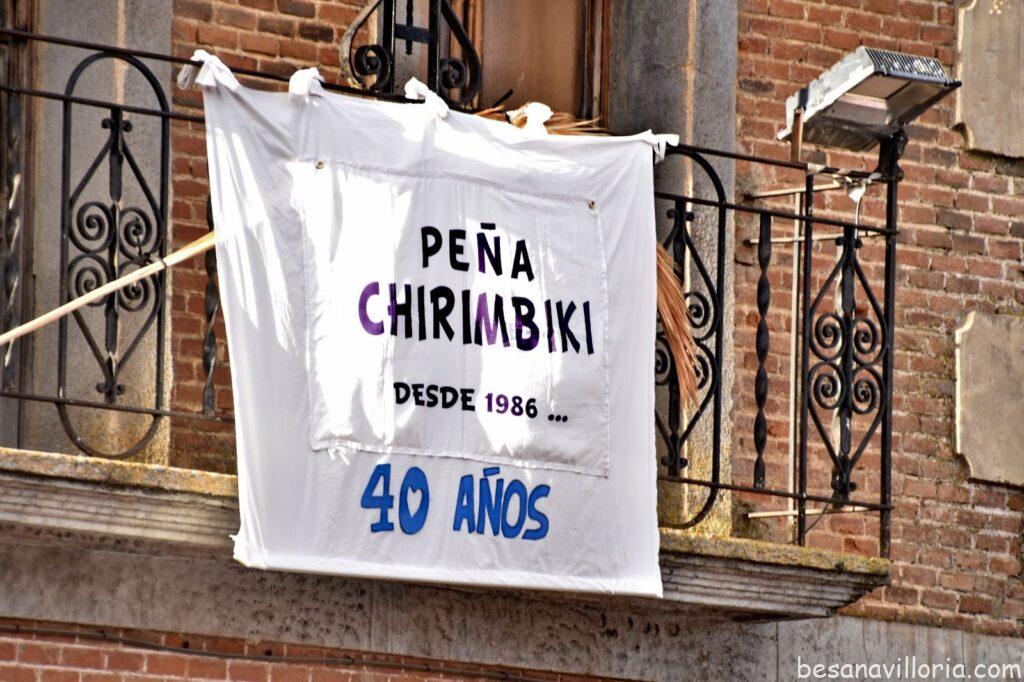 PEÑA
CHIRIMBIKI
DESDE 1986 ...
40 AÑOS
besanavilloria.com